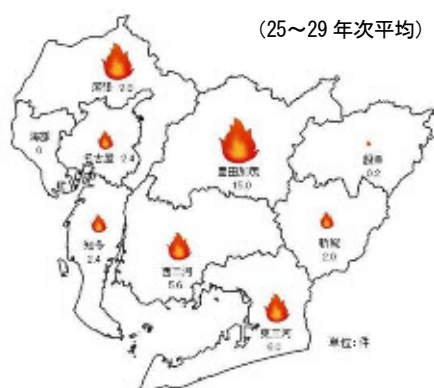 (25～29 年次平均)
尾張 9.0
海部
0
名古屋 2.4
豊田加茂
15.0
設楽
0.2
知多
2.4
西三河
5.6
新城
2.0
東三河
6.0
単位：件